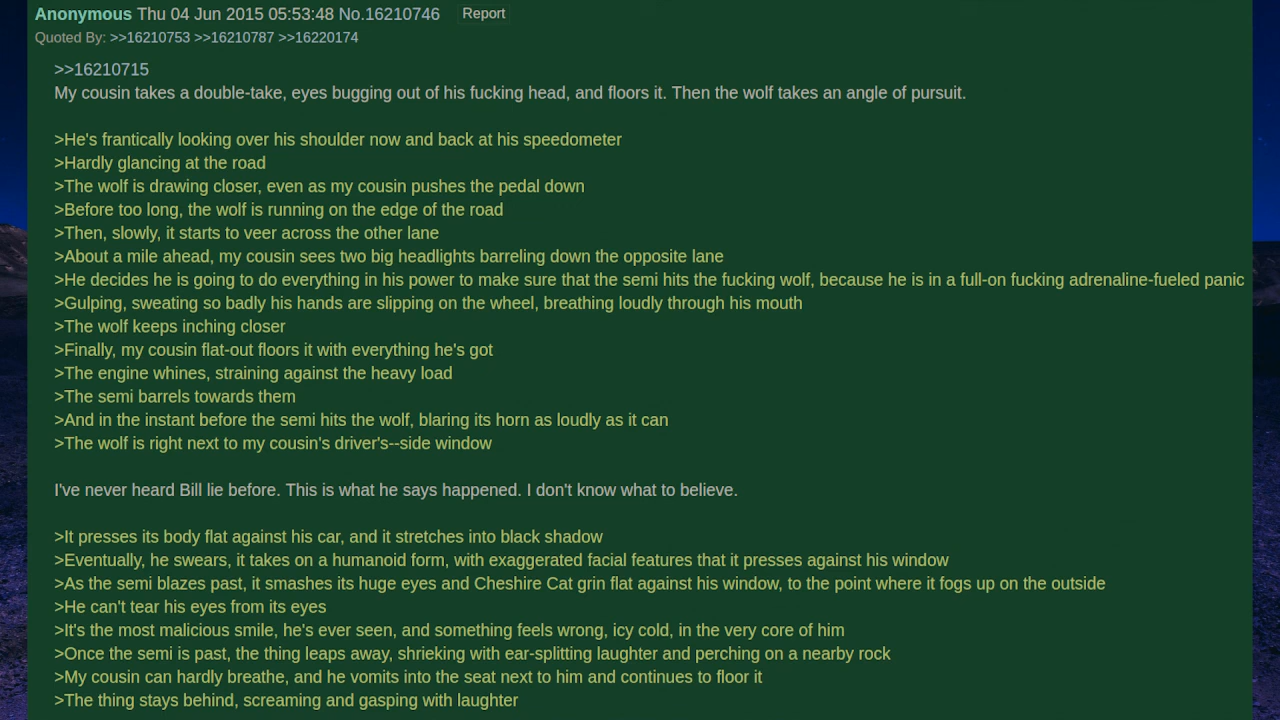 Anonymous Thu 04 Jun 2015 05:53:48 No.16210746 Report
Quoted By: >>16210753 >>16210787 >>16220174
>>16210715
My cousin takes a double-take, eyes bugging out of his fucking head, and floors it. Then the wolf takes an angle of pursuit.
>He's frantically looking over his shoulder now and back at his speedometer
>Hardly glancing at the road
>The wolf is drawing closer, even as my cousin pushes the pedal down
>Before too long, the wolf is running on the edge of the road
>Then, slowly, it starts to veer across the other lane
>About a mile ahead, my cousin sees two big headlights barreling down the opposite lane
>He decides he is going to do everything in his power to make sure that the semi hits the fucking wolf, because he is in a full-on fucking adrenaline-fueled panic
>Gulping, sweating so badly his hands are slipping on the wheel, breathing loudly through his mouth
>The wolf keeps inching closer
>Finally, my cousin flat-out floors it with everything he's got
>The engine whines, straining against the heavy load
>The semi barrels towards them
>And in the instant before the semi hits the wolf, blaring its horn as loudly as it can
>The wolf is right next to my cousin's driver's--side window
I've never heard Bill lie before. This is what he says happened. I don't know what to believe.
>It presses its body flat against his car, and it stretches into black shadow
>Eventually, he swears, it takes on a humanoid form, with exaggerated facial features that it presses against his window
>As the semi blazes past, it smashes its huge eyes and Cheshire Cat grin flat against his window, to the point where it fogs up on the outside
>He can't tear his eyes from its eyes
>It's the most malicious smile, he's ever seen, and something feels wrong, icy cold, in the very core of him
>Once the semi is past, the thing leaps away, shrieking with ear-splitting laughter and perching on a nearby rock
>My cousin can hardly breathe, and he vomits into the seat next to him and continues to floor it
>The thing stays behind, screaming and gasping with laughter